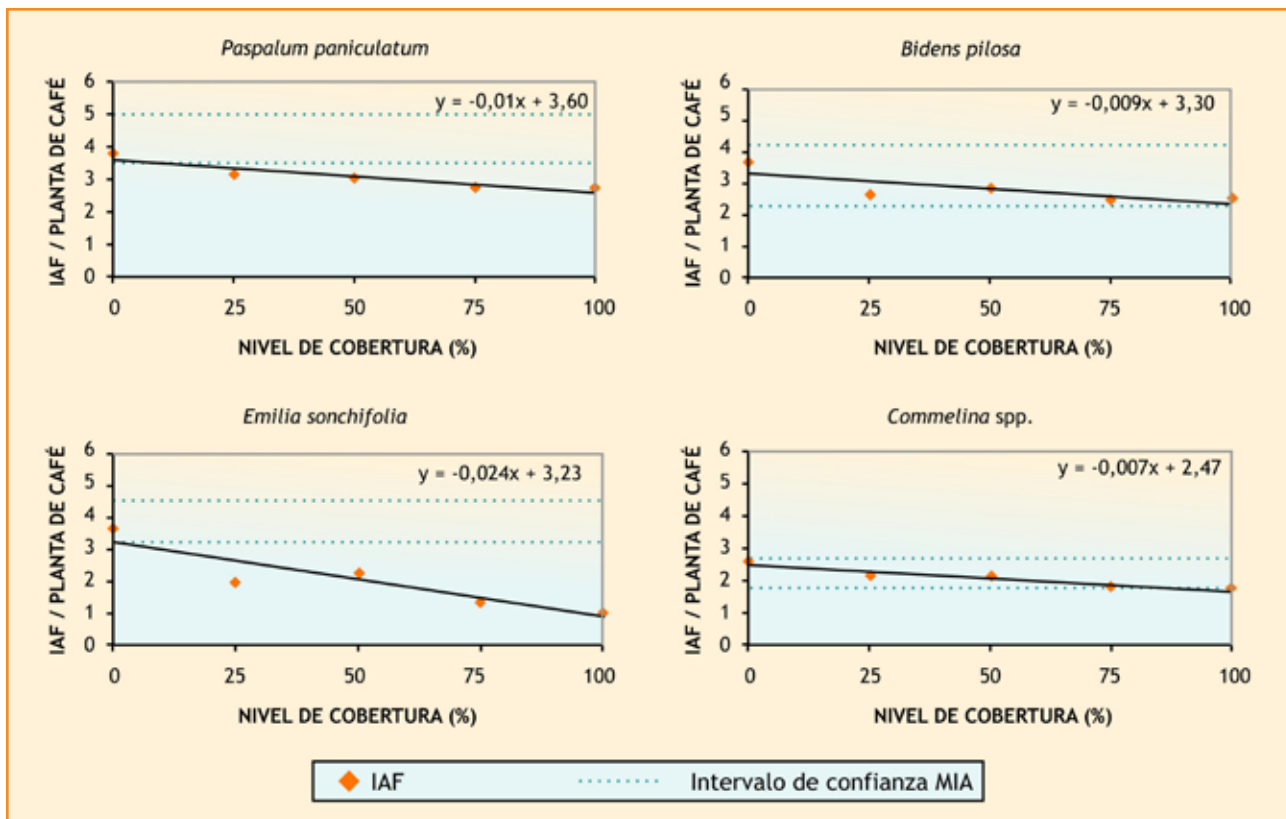 Paspalum paniculatum
IAF / PLANTA DE CAFÉ
6
5
4
3
2
1
0
y = -0,01x + 3,60
0 25 50 75 100
NIVEL DE COBERTURA (%)
Bidens pilosa
IAF / PLANTA DE CAFÉ
6
5
4
3
2
1
0
y = -0,009x + 3,30
0 25 50 75 100
NIVEL DE COBERTURA (%)
Emilia sonchifolia
IAF / PLANTA DE CAFÉ
6
5
4
3
2
1
0
y = -0,024x + 3,23
0 25 50 75 100
NIVEL DE COBERTURA (%)
Commelina spp.
IAF / PLANTA DE CAFÉ
6
5
4
3
2
1
0
y = -0,007x + 2,47
0 25 50 75 100
NIVEL DE COBERTURA (%)
IAF Intervalo de confianza MIA